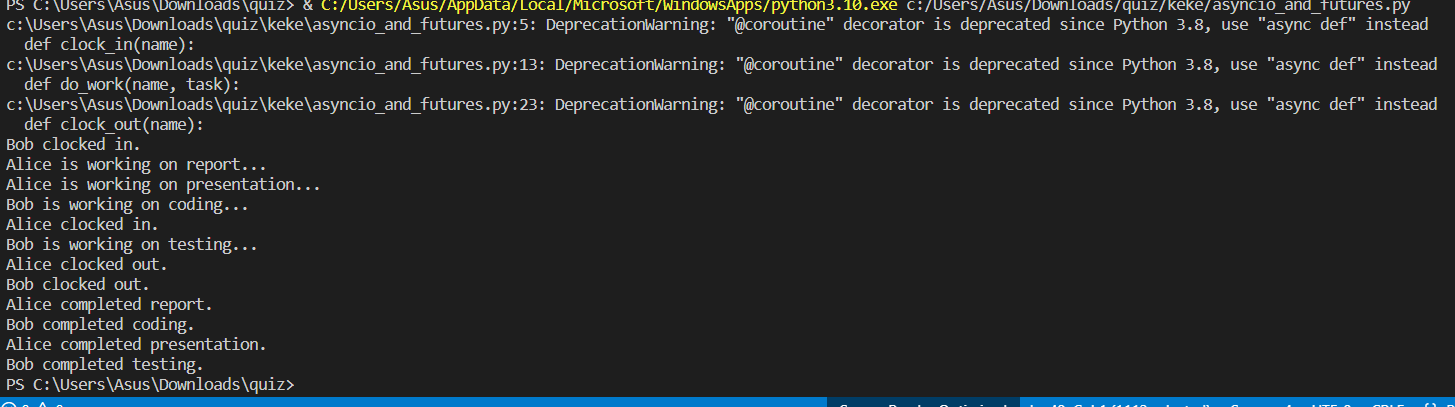 PS C:\Users\Asus\Downloads\quiz> & C:/Users/Asus/AppData/Local/Microsoft/WindowsApps/python3.10.exe c:/Users/Asus/Downloads/quiz/keke/asyncio_and_futures.py
c:\Users\Asus\Downloads\quiz\keke\asyncio_and_futures.py:5: DeprecationWarning: "@coroutine" decorator is deprecated since Python 3.8, use "async def" instead
  def clock_in(name):
c:\Users\Asus\Downloads\quiz\keke\asyncio_and_futures.py:13: DeprecationWarning: "@coroutine" decorator is deprecated since Python 3.8, use "async def" instead
  def do_work(name, task):
c:\Users\Asus\Downloads\quiz\keke\asyncio_and_futures.py:23: DeprecationWarning: "@coroutine" decorator is deprecated since Python 3.8, use "async def" instead
  def clock_out(name):
Bob clocked in.
Alice is working on report...
Alice is working on presentation...
Bob is working on coding...
Alice clocked in.
Bob is working on testing...
Alice clocked out.
Bob clocked out.
Alice completed report.
Bob completed coding.
Alice completed presentation.
Bob completed testing.
PS C:\Users\Asus\Downloads\quiz>